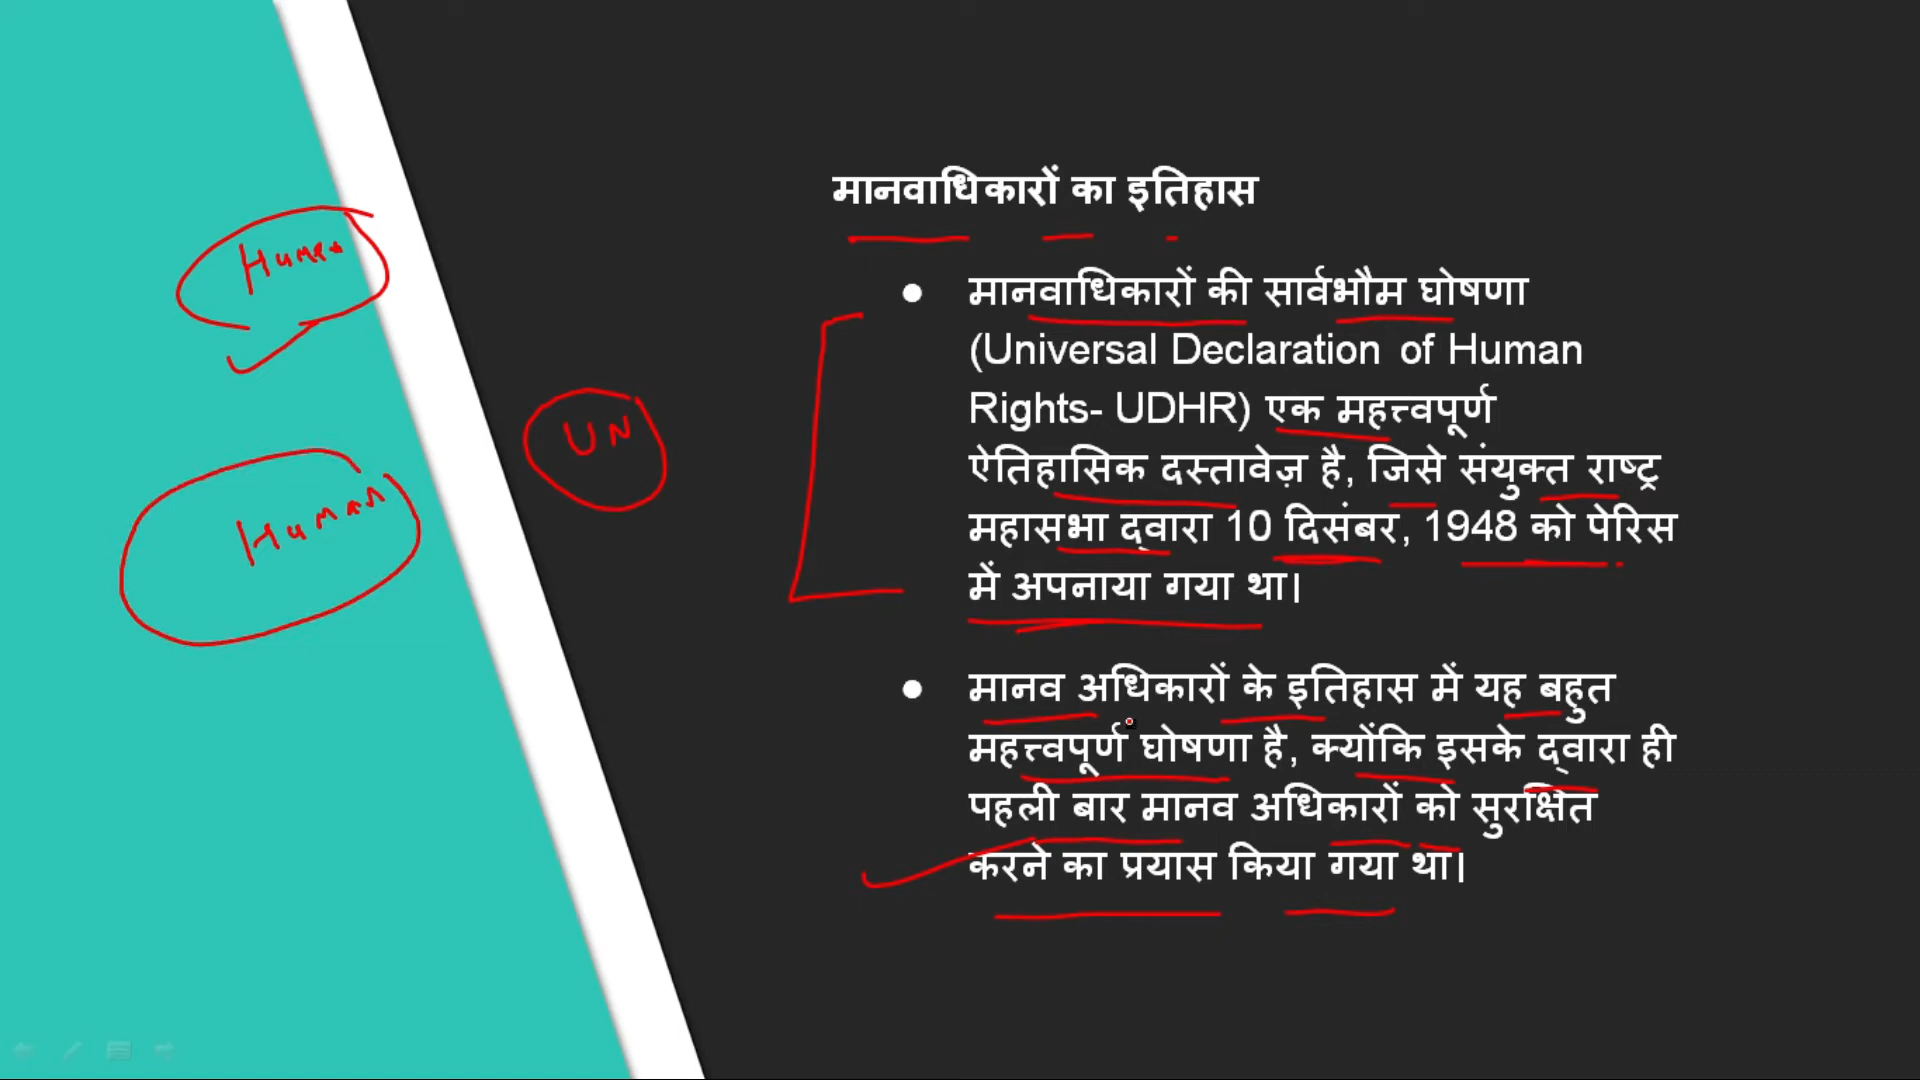 मानवाधिकारों का इतिहास
Human
● मानवाधिकारों की सार्वभौम घोषणा
(Universal Declaration of Human
Rights- UDHR) एक महत्त्वपूर्ण
UN
ऐतिहासिक दस्तावेज़ है, जिसे संयुक्त राष्ट्र
महासभा द्वारा 10 दिसंबर, 1948 को पेरिस
Human
में अपनाया गया था।
● मानव अधिकारों के इतिहास में यह बहुत
महत्त्वपूर्ण घोषणा है, क्योंकि इसके द्वारा ही
पहली बार मानव अधिकारों को सुरक्षित
करने का प्रयास किया गया था।